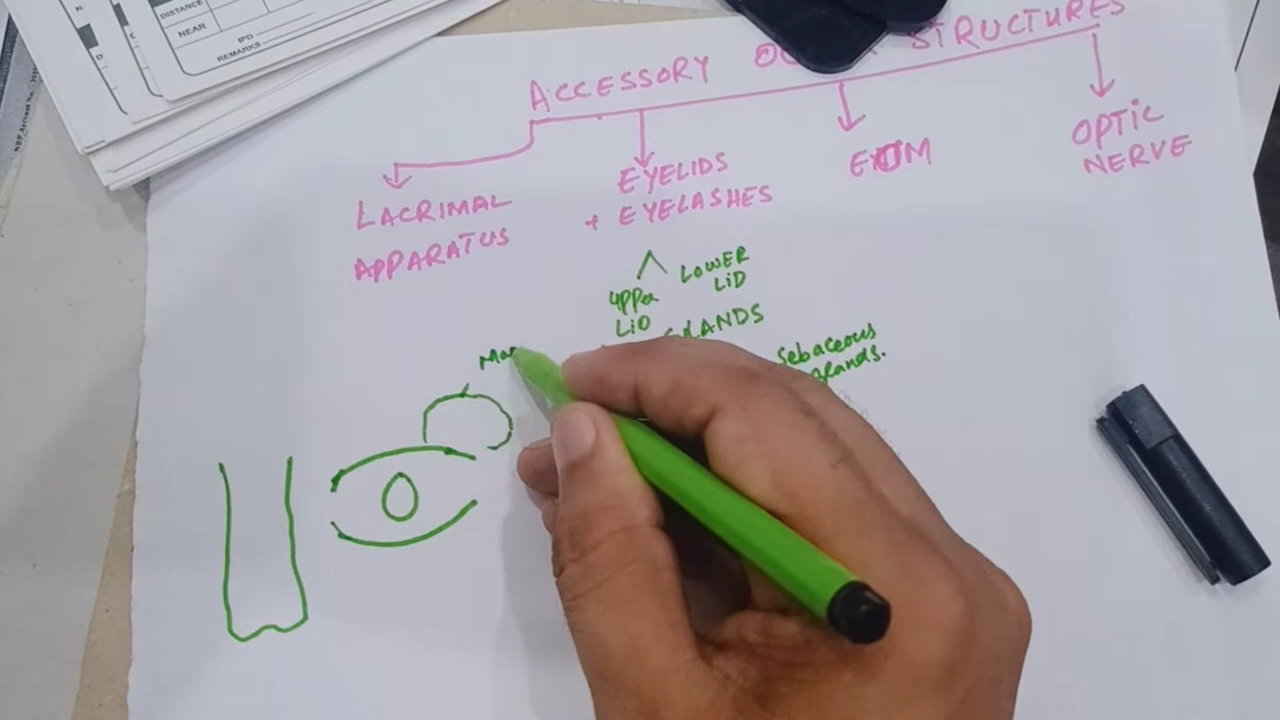 DISTANCE
NEAR
IPD
REMARKS
ACCESSORY STRUCTURES
LACRIMAL
APPARATUS
EYELIDS
+ EYELASHES
EOM
OPTIC
NERVE
UPPer
LiD
LOWER
LiD
GLANDS
Sebaceous
glands.
Ma